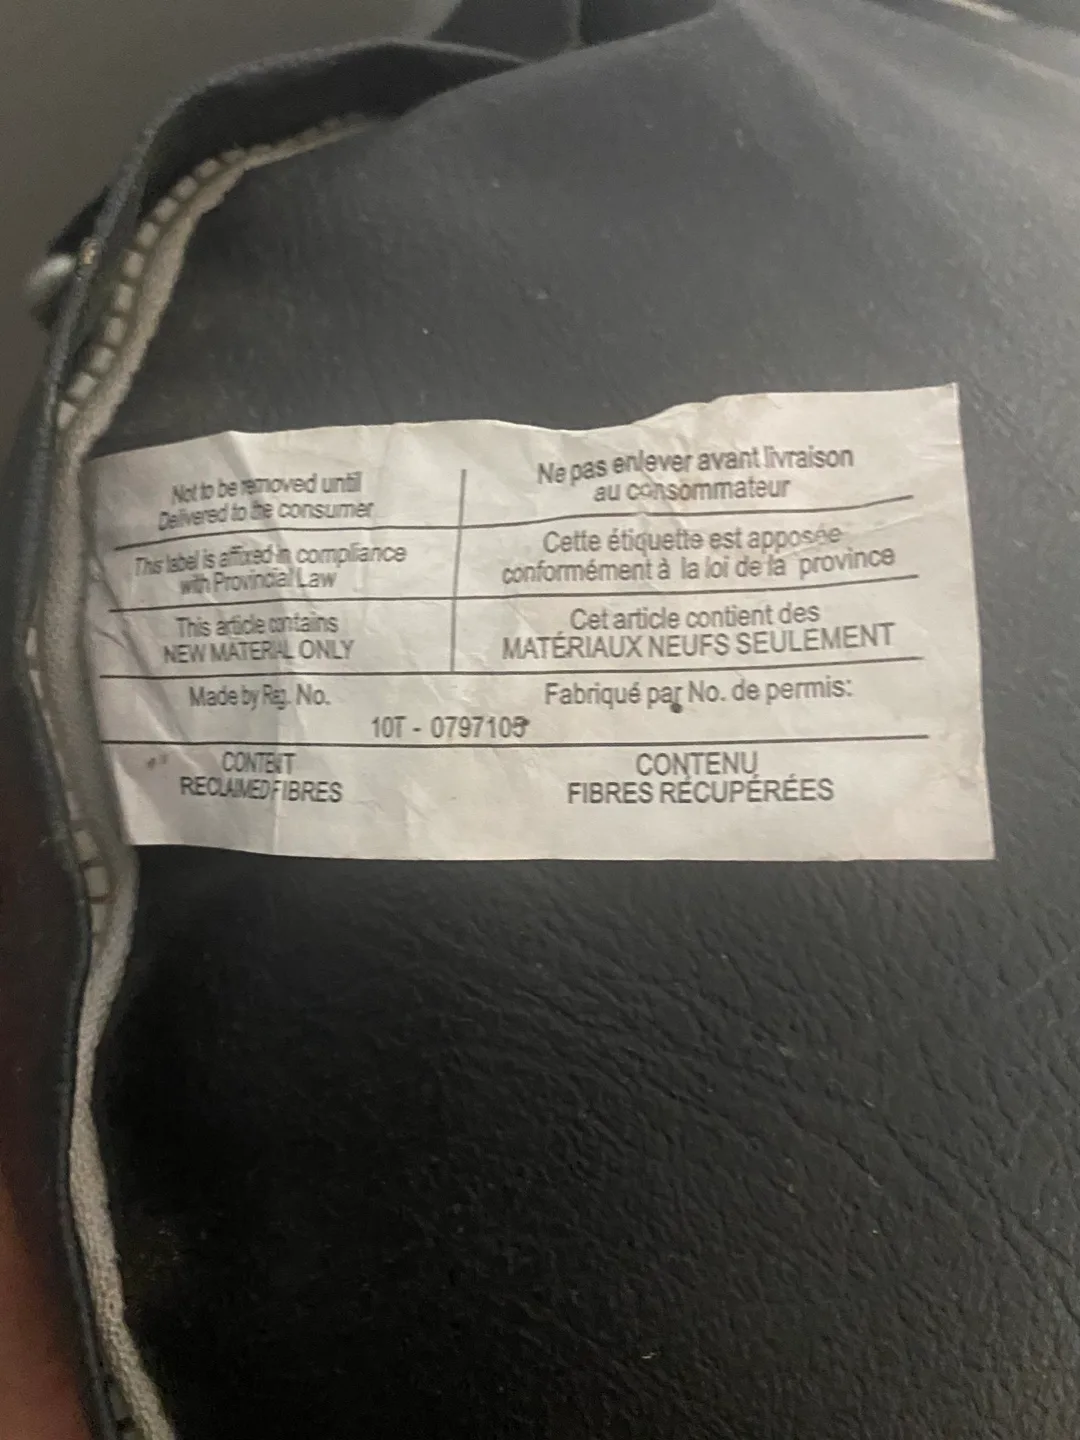 Not to be removed until
Delivered to the consumer
Ne pas enlever avant livraison
au consommateur
This label is affixed in compliance
with Provincial Law
Cette étiquette est apposée
conformément à la loi de la province
This article contains
NEW MATERIAL ONLY
Cet article contient des
MATÉRIAUX NEUFS SEULEMENT
Made by Reg. No.
Fabriqué par No. de permis:
10T - 0797105
CONTENT
RECLAIMED FIBRES
CONTENU
FIBRES RÉCUPÉRÉES